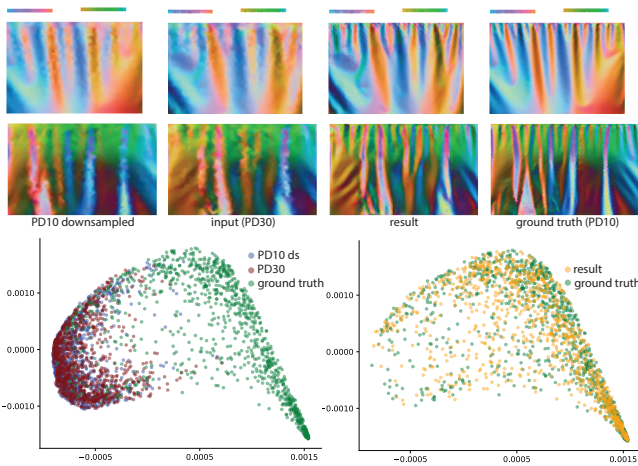 PD10 downsampled input (PD30) result ground truth (PD10)
PD10 ds
PD30
ground truth
result
ground truth
0.0010
0.0000
−0.0010
−0.0005 0.0005 0.0015
0.0010
0.0000
−0.0010
−0.0005 0.0005 0.0015